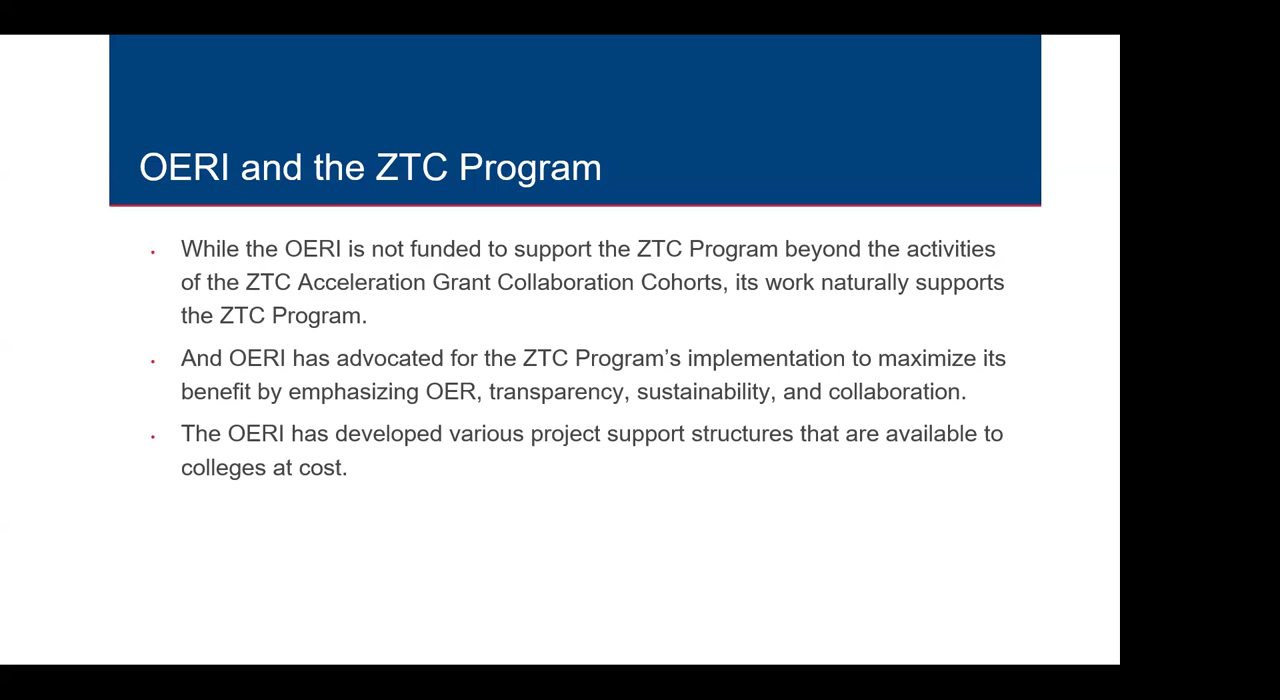 OERI and the ZTC Program
· While the OERI is not funded to support the ZTC Program beyond the activities
of the ZTC Acceleration Grant Collaboration Cohorts, its work naturally supports
the ZTC Program.
· And OERI has advocated for the ZTC Program’s implementation to maximize its
benefit by emphasizing OER, transparency, sustainability, and collaboration.
· The OERI has developed various project support structures that are available to
colleges at cost.